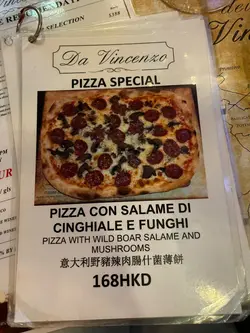 Da Vincenzo
PIZZA SPECIAL
PIZZA CON SALAME DI
CINGHIALE E FUNGHI
PIZZA WITH WILD BOAR SALAME AND
MUSHROOMS
意大利野豬辣肉腸什菌薄餅
168HKD